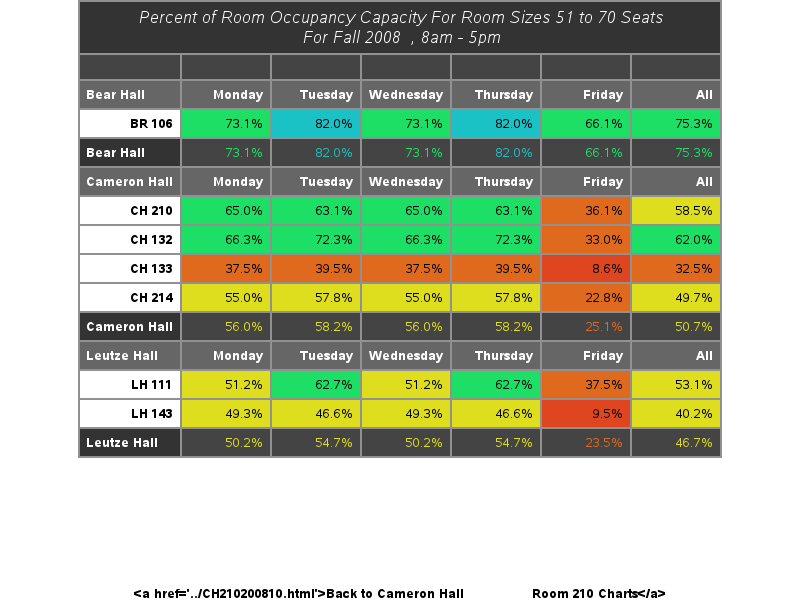 Percent of Room Occupancy Capacity For Room Sizes 51 to 70 Seats
For Fall 2008 , 8am - 5pm
Bear Hall Monday Tuesday Wednesday Thursday Friday All
BR 106 73.1% 82.0% 73.1% 82.0% 66.1% 75.3%
Bear Hall 73.1% 82.0% 73.1% 82.0% 66.1% 75.3%
Cameron Hall Monday Tuesday Wednesday Thursday Friday All
CH 210 65.0% 63.1% 65.0% 63.1% 36.1% 58.5%
CH 132 66.3% 72.3% 66.3% 72.3% 33.0% 62.0%
CH 133 37.5% 39.5% 37.5% 39.5% 8.6% 32.5%
CH 214 55.0% 57.8% 55.0% 57.8% 22.8% 49.7%
Cameron Hall 56.0% 58.2% 56.0% 58.2% 25.1% 50.7%
Leutze Hall Monday Tuesday Wednesday Thursday Friday All
LH 111 51.2% 62.7% 51.2% 62.7% 37.5% 53.1%
LH 143 49.3% 46.6% 49.3% 46.6% 9.5% 40.2%
Leutze Hall 50.2% 54.7% 50.2% 54.7% 23.5% 46.7%
<a href='../CH210200810.html'>Back to Cameron Hall Room 210 Charts</a>